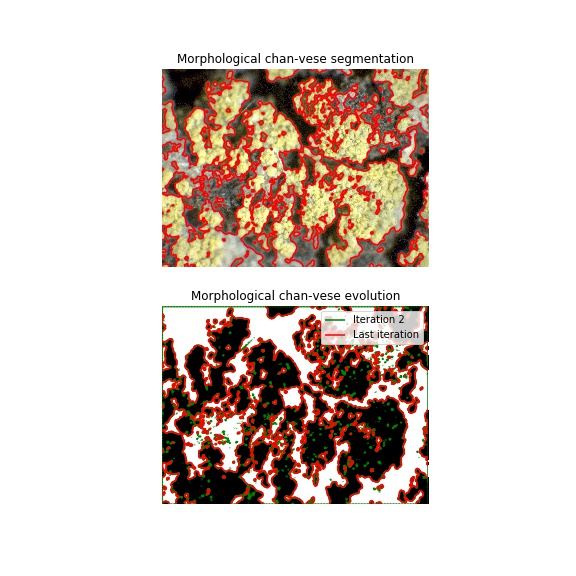 Morphological chan-vese segmentation
Morphological chan-vese evolution
Iteration 2
Last iteration